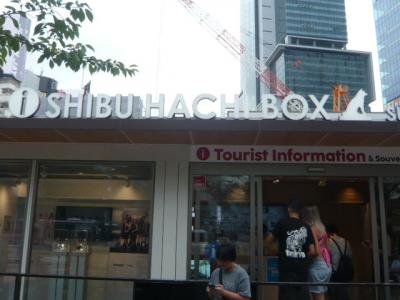 i SHIBU HACHI BOX
i Tourist Information & Souve